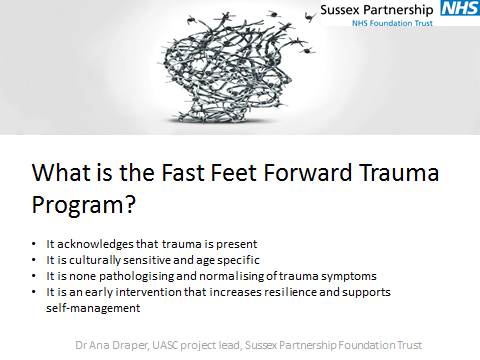 Sussex Partnership NHS
NHS Foundation Trust
What is the Fast Feet Forward Trauma
Program?
• It acknowledges that trauma is present
• It is culturally sensitive and age specific
• It is none pathologising and normalising of trauma symptoms
• It is an early intervention that increases resilience and supports
self-management
Dr Ana Draper, UASC project lead, Sussex Partnership Foundation Trust